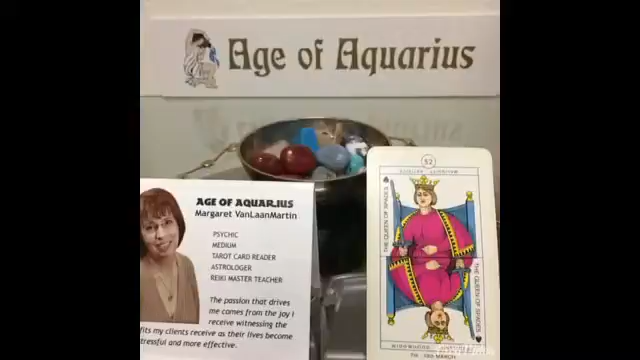 Age of Aquarius
AGE OF AQUARIUS
Margaret VanLaanMartin
PSYCHIC
MEDIUM
TAROT CARD READER
ASTROLOGER
REIKI MASTER TEACHER
The passion that drives
me comes from the joy I
receive witnessing the
fits my clients receive as their lives become
stressful and more effective.
52
THE QUEEN OF SPADES
THE QUEEN OF SPADES